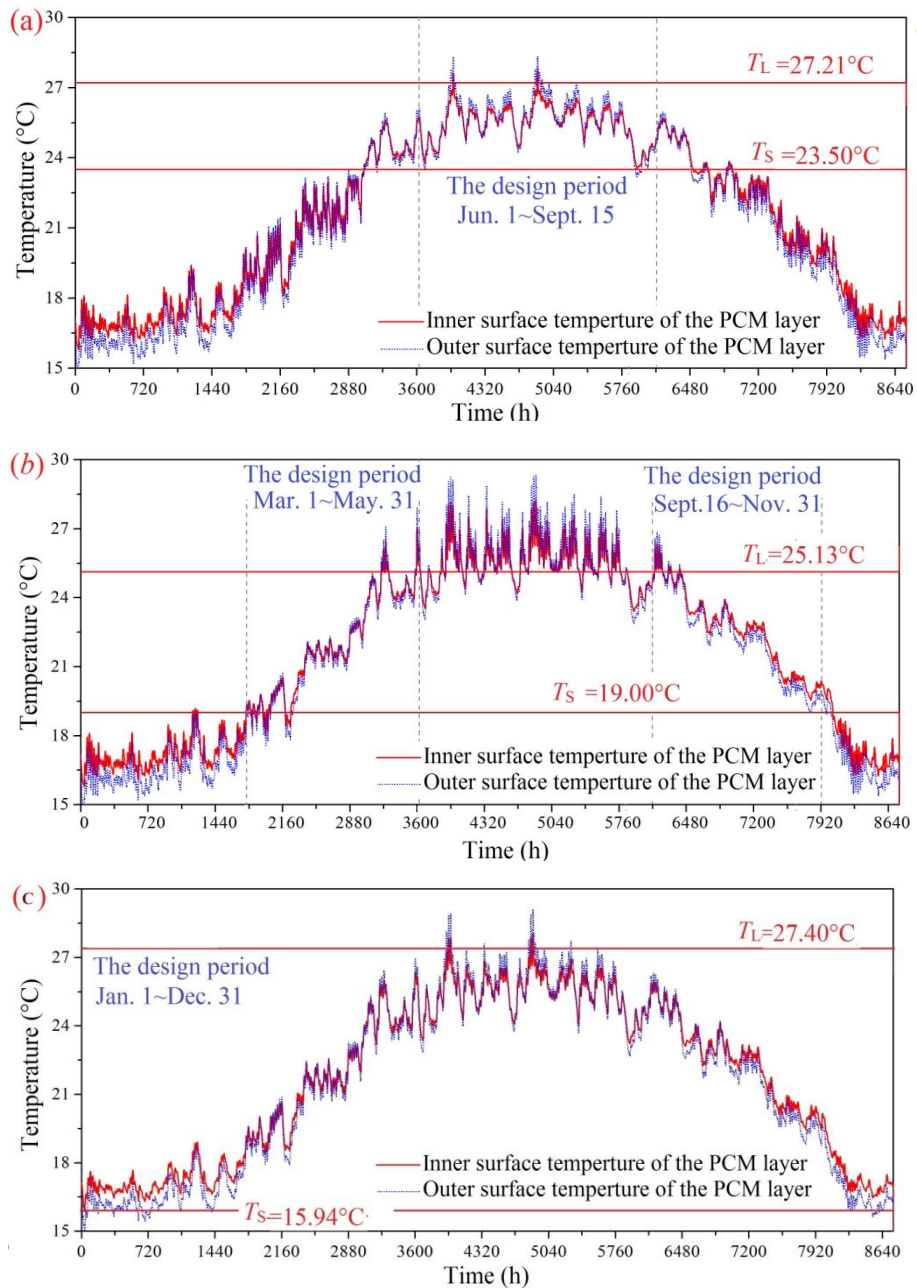 (a)
30
27
24
21
18
15
Temperature (°C)
TL =27.21°C
TS =23.50°C
The design period
Jun. 1~Sept. 15
Inner surface temperture of the PCM layer
Outer surface temperture of the PCM layer
0 720 1440 2160 2880 3600 4320 5040 5760 6480 7200 7920 8640
Time (h)
(b)
30
27
24
21
18
15
Temperature (°C)
The design period
Mar. 1~May. 31
The design period
Sept.16~Nov. 31
TL =25.13°C
TS =19.00°C
Inner surface temperture of the PCM layer
Outer surface temperture of the PCM layer
0 720 1440 2160 2880 3600 4320 5040 5760 6480 7200 7920 8640
Time (h)
(c)
30
27
24
21
18
15
Temperature (°C)
TL=27.40°C
The design period
Jan. 1~Dec. 31
Inner surface temperture of the PCM layer
Outer surface temperture of the PCM layer
TS=15.94°C
0 720 1440 2160 2880 3600 4320 5040 5760 6480 7200 7920 8640
Time (h)